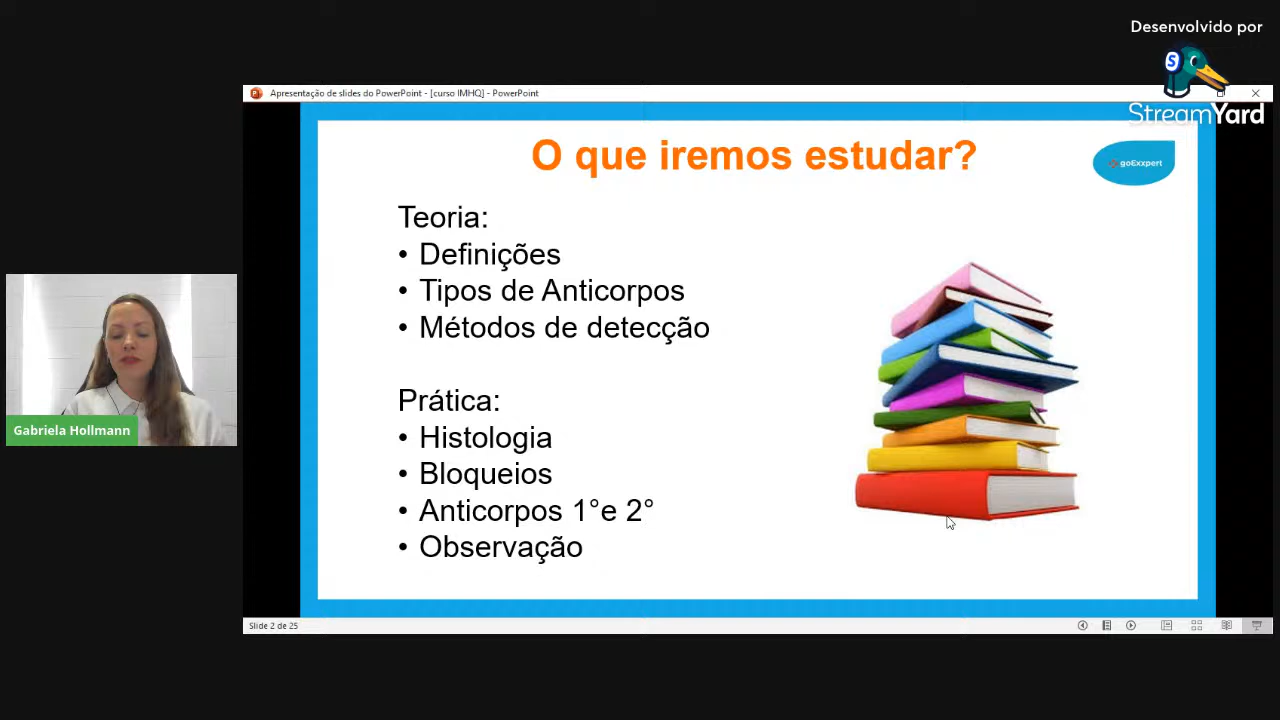 Desenvolvido por
StreamYard
Apresentação de slides do PowerPoint - [curso IMHQ] - PowerPoint
O que iremos estudar?
goExxpert
Teoria:
• Definições
• Tipos de Anticorpos
• Métodos de detecção
Prática:
• Histologia
• Bloqueios
• Anticorpos 1°e 2°
• Observação
Gabriela Hollmann
Slide 2 de 25